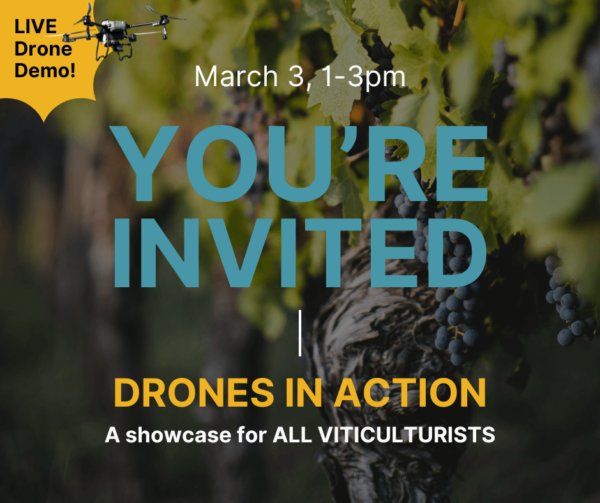 LIVE
Drone
Demo!
March 3, 1-3pm
YOU'RE
INVITED
DRONES IN ACTION
A showcase for ALL VITICULTURISTS